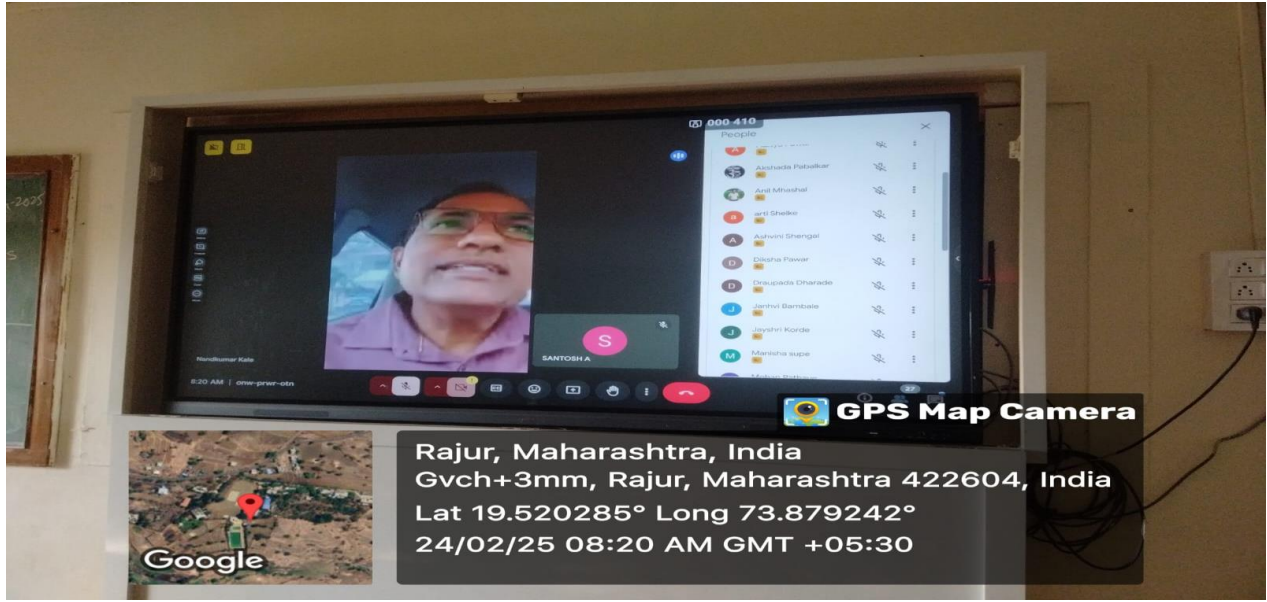 -2025
S
000 410
People
Akshada Pabalkar
Anil Mhashal
arti Shelke
Ashvini Shengal
Diksha Pawar
Draupada Dharade
Janhvi Bambale
Jayshri Korde
Manisha supe
S
SANTOSH A
Nandkumar Kale
8:20 AM | onw-prwr-otn
27
GPS Map Camera
Rajur, Maharashtra, India
Gvch+3mm, Rajur, Maharashtra 422604, India
Lat 19.520285° Long 73.879242°
24/02/25 08:20 AM GMT +05:30
Google